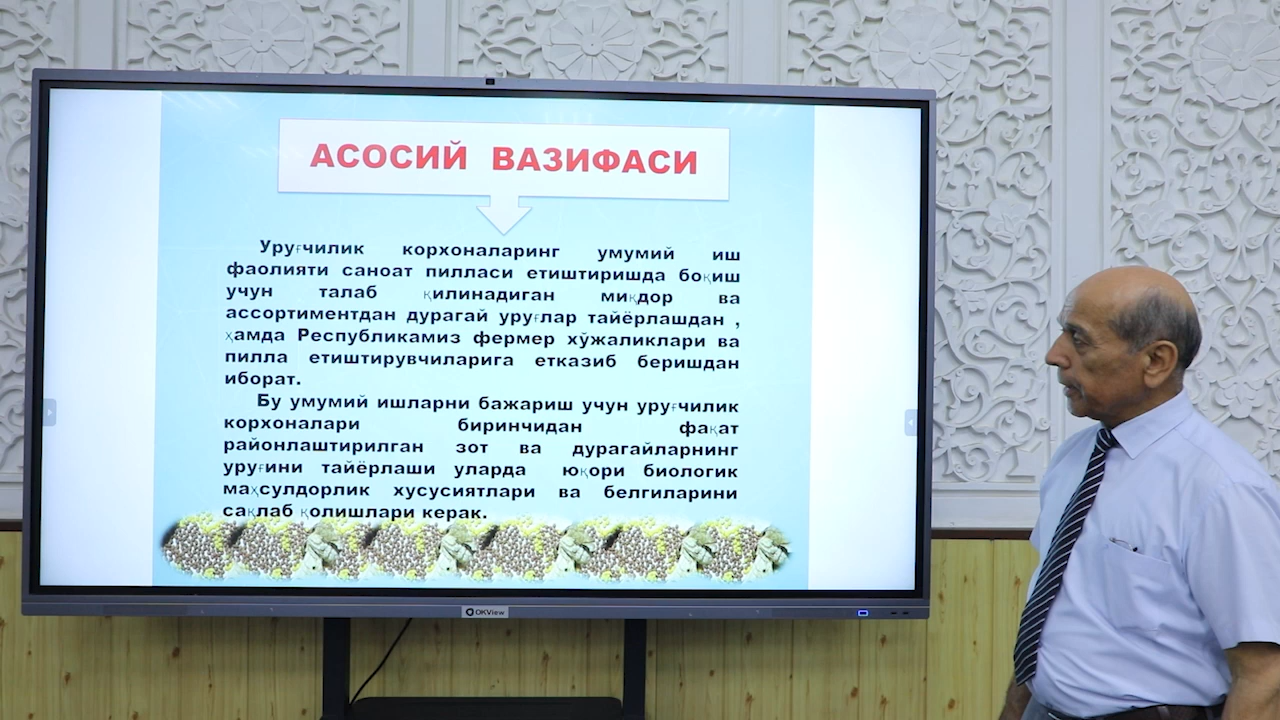 АСОСИЙ ВАЗИФАСИ
Уруғчилик корхоналаринг умумий иш
фаолияти саноат пилласи етиштиришда боқиш
учун талаб қилинадиган миқдор ва
ассортиментдан дурагай уруғлар тайёрлашдан ,
ҳамда Республикамиз фермер хўжаликлари ва
пилла етиштирувчиларига етказиб беришдан
иборат.
Бу умумий ишларни бажариш учун уруғчилик
корхоналари биринчидан фақат
районлаштирилган зот ва дурагайларнинг
уруғини тайёрлаши уларда юқори биологик
маҳсулдорлик хусусиятлари ва белгиларини
сақлаб қолишлари керак.
OKView